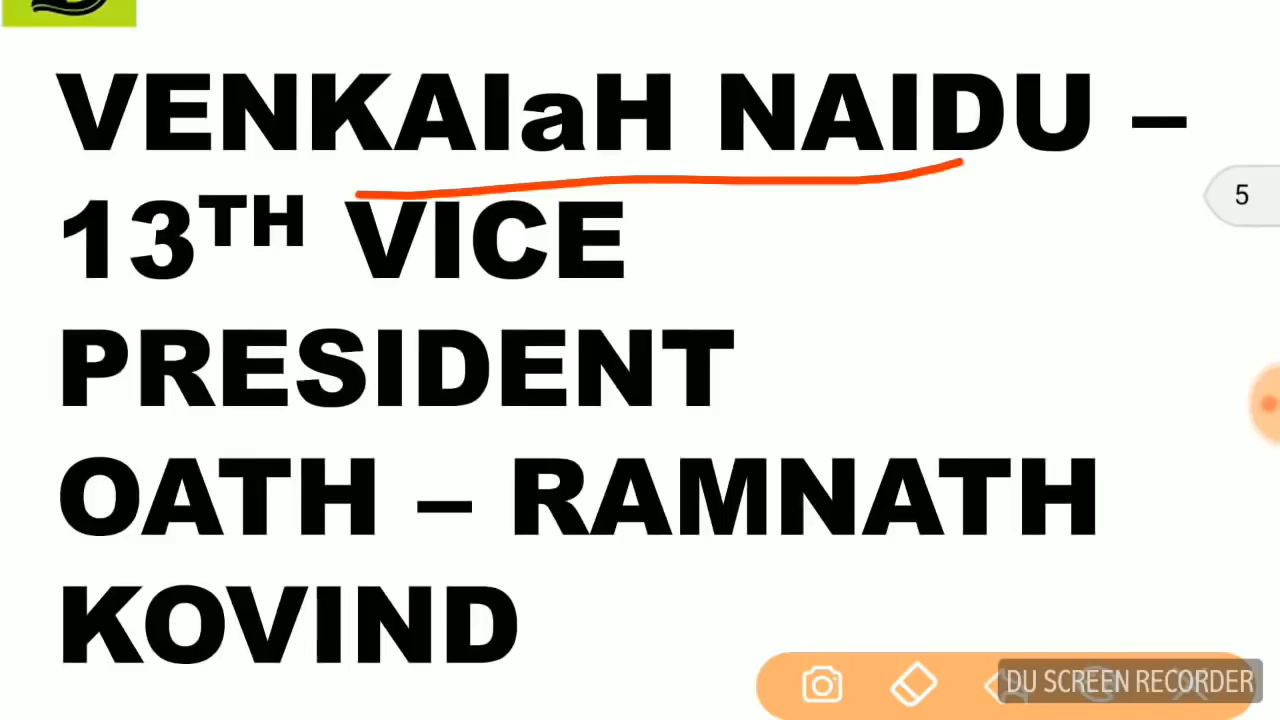 VENKAIaH NAIDU –
13TH VICE
PRESIDENT
OATH – RAMNATH
KOVIND
5
DU SCREEN RECORDER